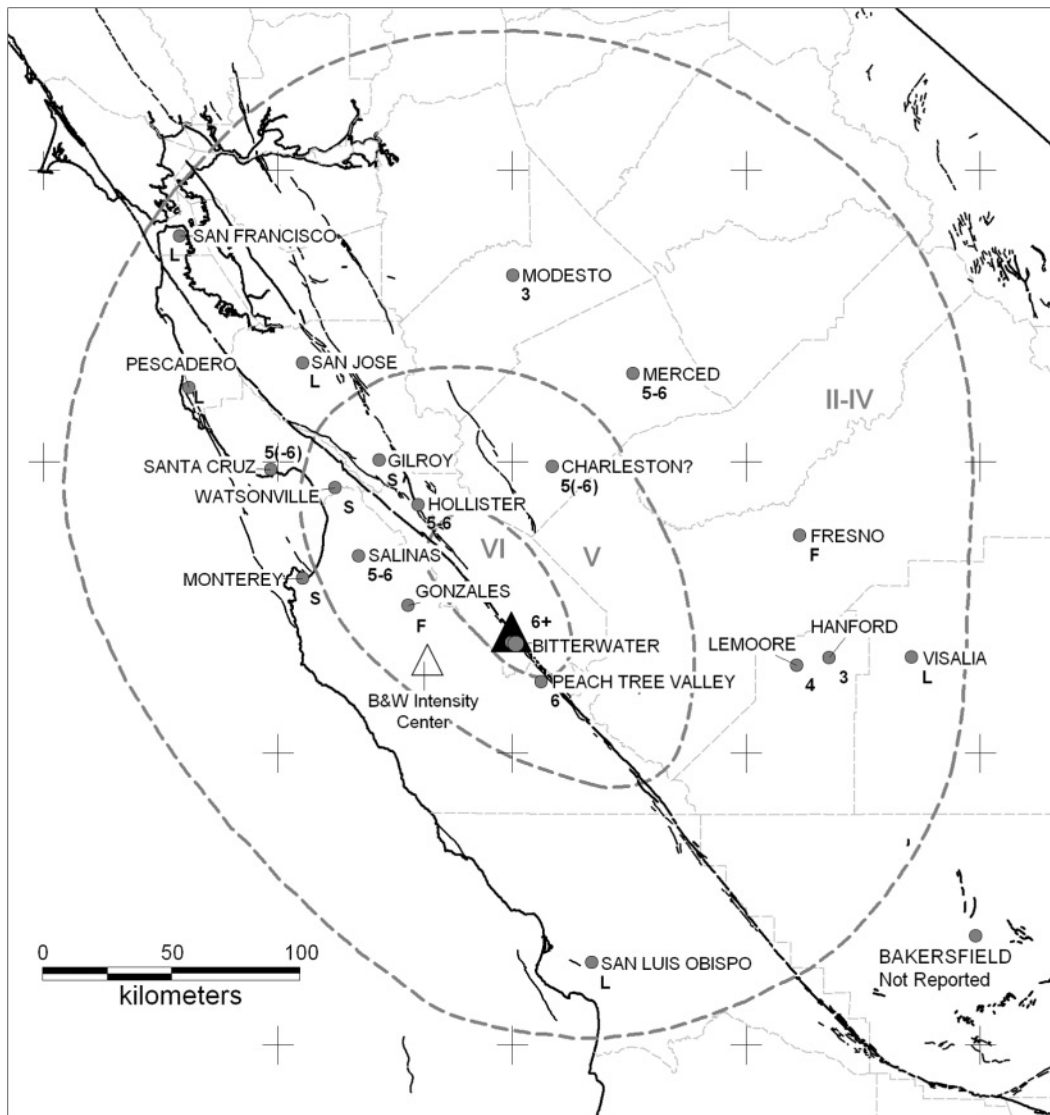 SAN FRANCISCO
L
MODESTO
3
PESCADERO
L
SAN JOSE
L
MERCED
5-6
II-IV
SANTA CRUZ
5(-6)
GILROY
S
CHARLESTON?
5(-6)
WATSONVILLE
S
HOLLISTER
5-6
VI
V
FRESNO
F
SALINAS
5-6
MONTEREY
S
GONZALES
F
6+
BITTERWATER
LEMOORE
4
HANFORD
3
VISALIA
L
PEACH TREE VALLEY
6
B&W Intensity
Center
0 50 100
kilometers
SAN LUIS OBISPO
L
BAKERSFIELD
Not Reported